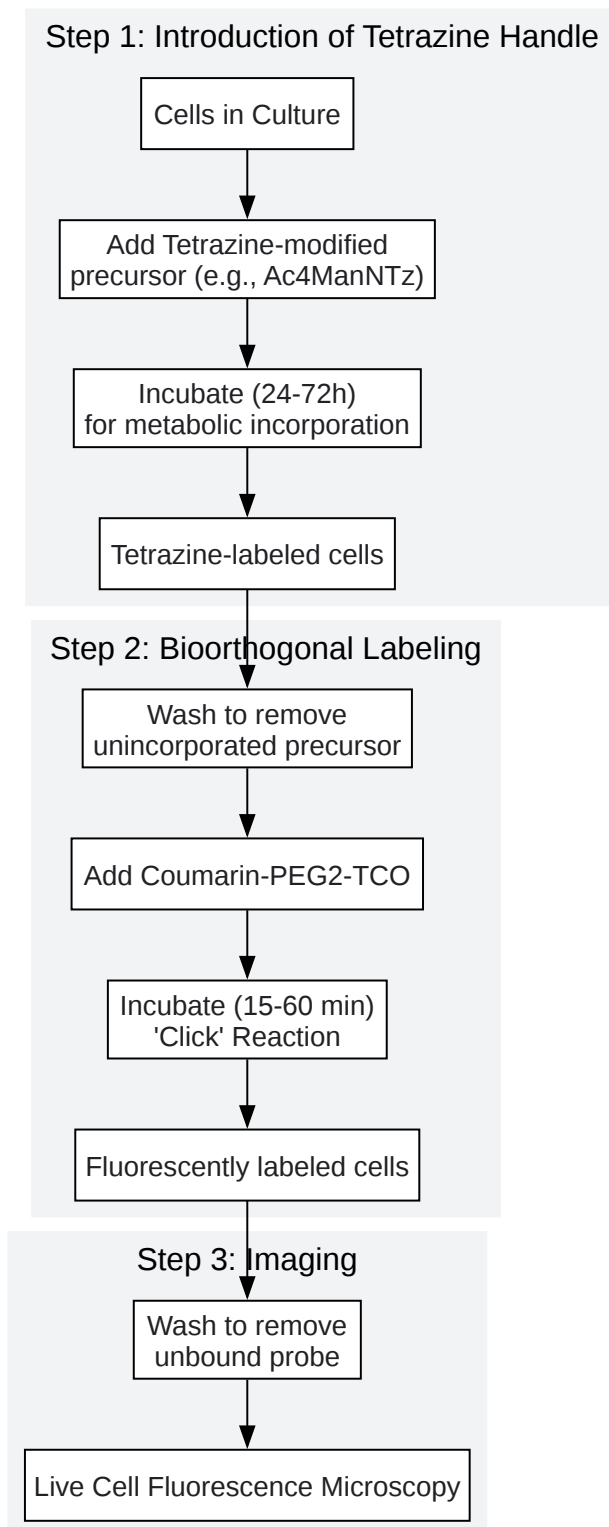 Step 1: Introduction of Tetrazine Handle
Cells in Culture
Add Tetrazine-modified
precursor (e.g., Ac4ManNTz)
Incubate (24-72h)
for metabolic incorporation
Tetrazine-labeled cells
Step 2: Bioorthogonal Labeling
Wash to remove
unincorporated precursor
Add Coumarin-PEG2-TCO
Incubate (15-60 min)
'Click' Reaction
Fluorescently labeled cells
Step 3: Imaging
Wash to remove
unbound probe
Live Cell Fluorescence Microscopy